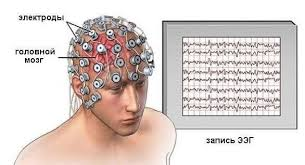 электроды
головной
мозг
запись ЭЭГ